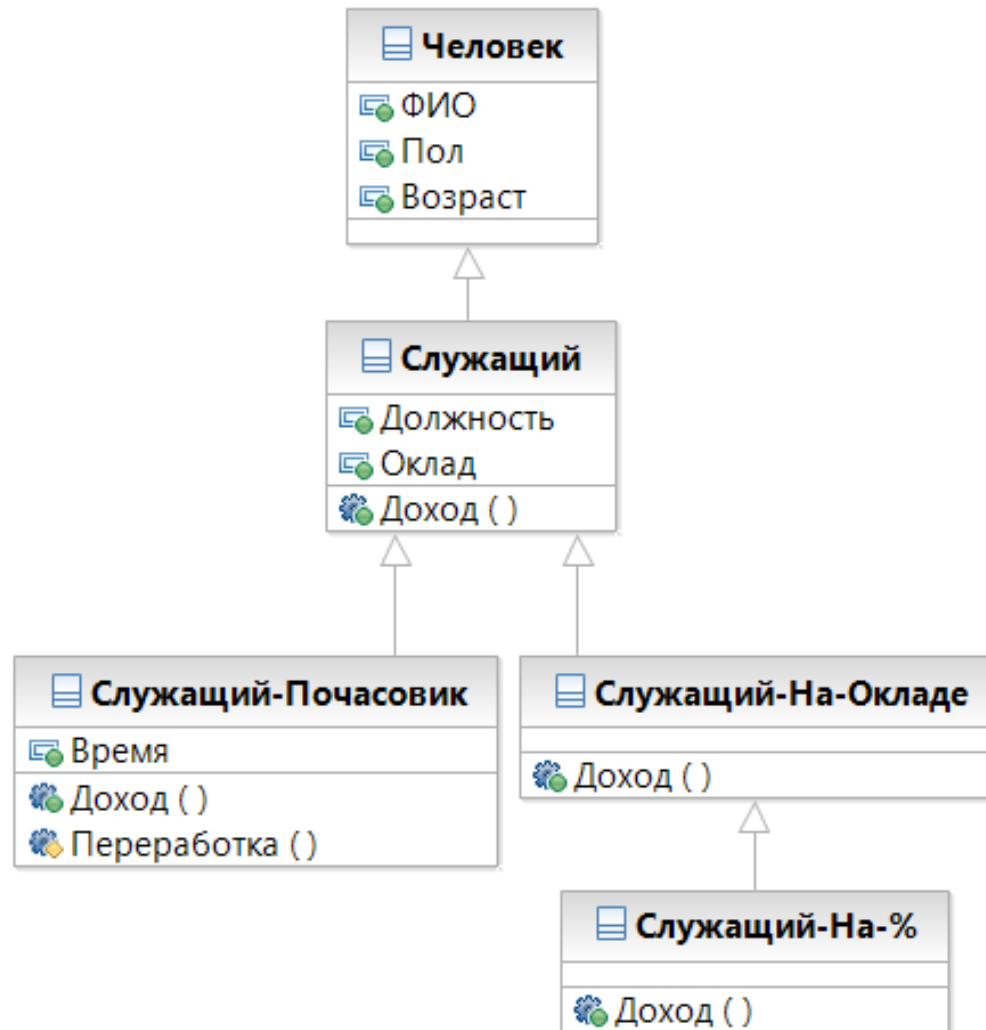 Человек
ФИО
Пол
Возраст
Служащий
Должность
Оклад
Доход ( )
Служащий-Почасовик
Время
Доход ( )
Переработка ( )
Служащий-На-Окладе
Доход ( )
Служащий-На-%
Доход ( )